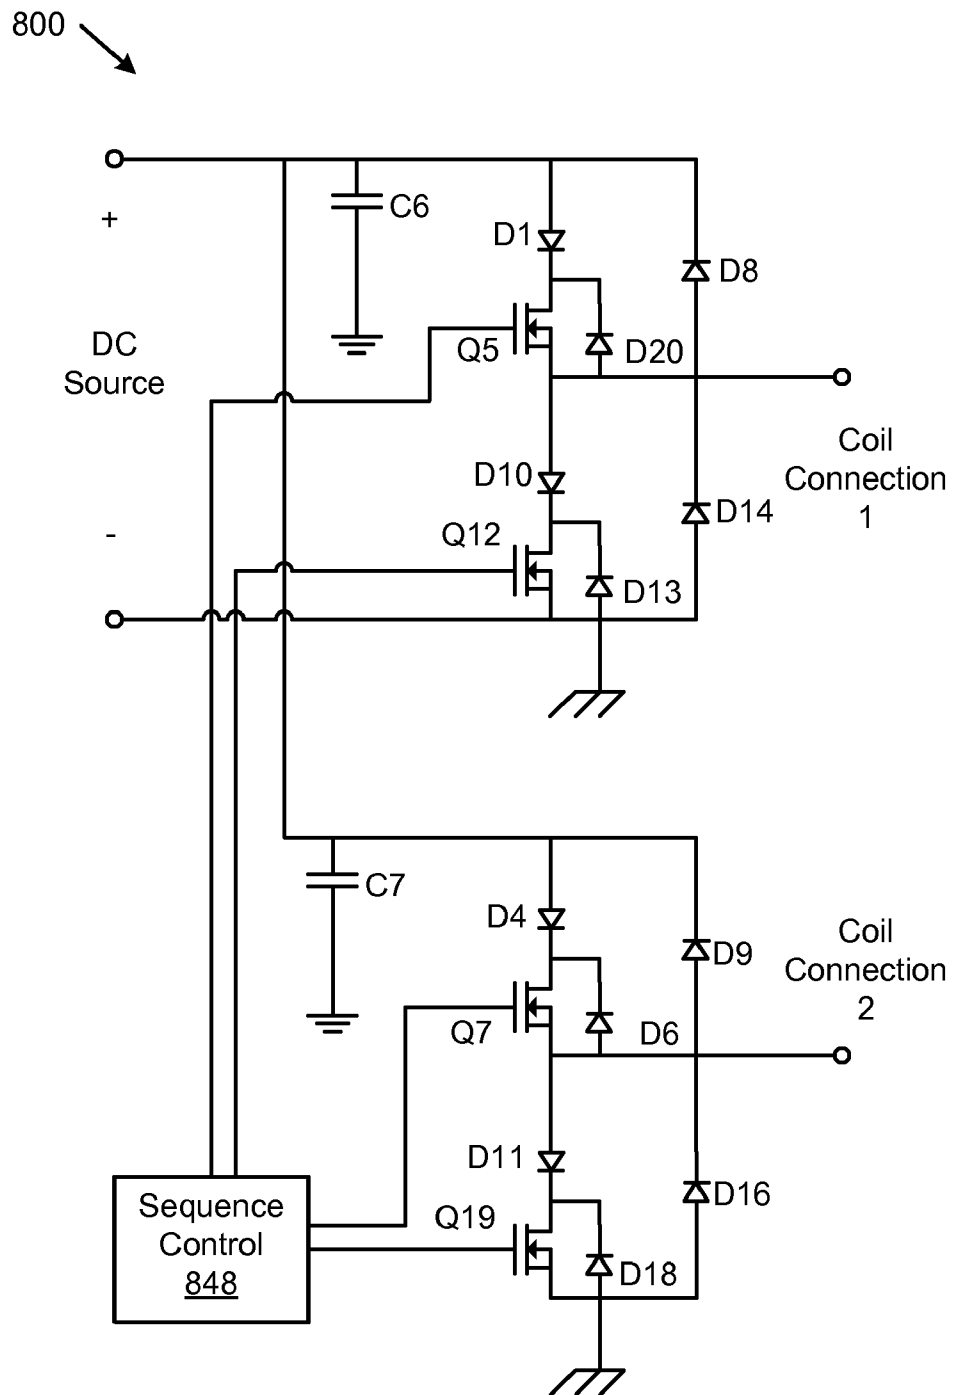 800
+
C6
D1
D8
DC
Source
Q5
D20
Coil
Connection
1
D10
D14
-
Q12
D13
C7
D4
D9
Coil
Connection
2
Q7
D6
D11
D16
Sequence
Control
848
Q19
D18